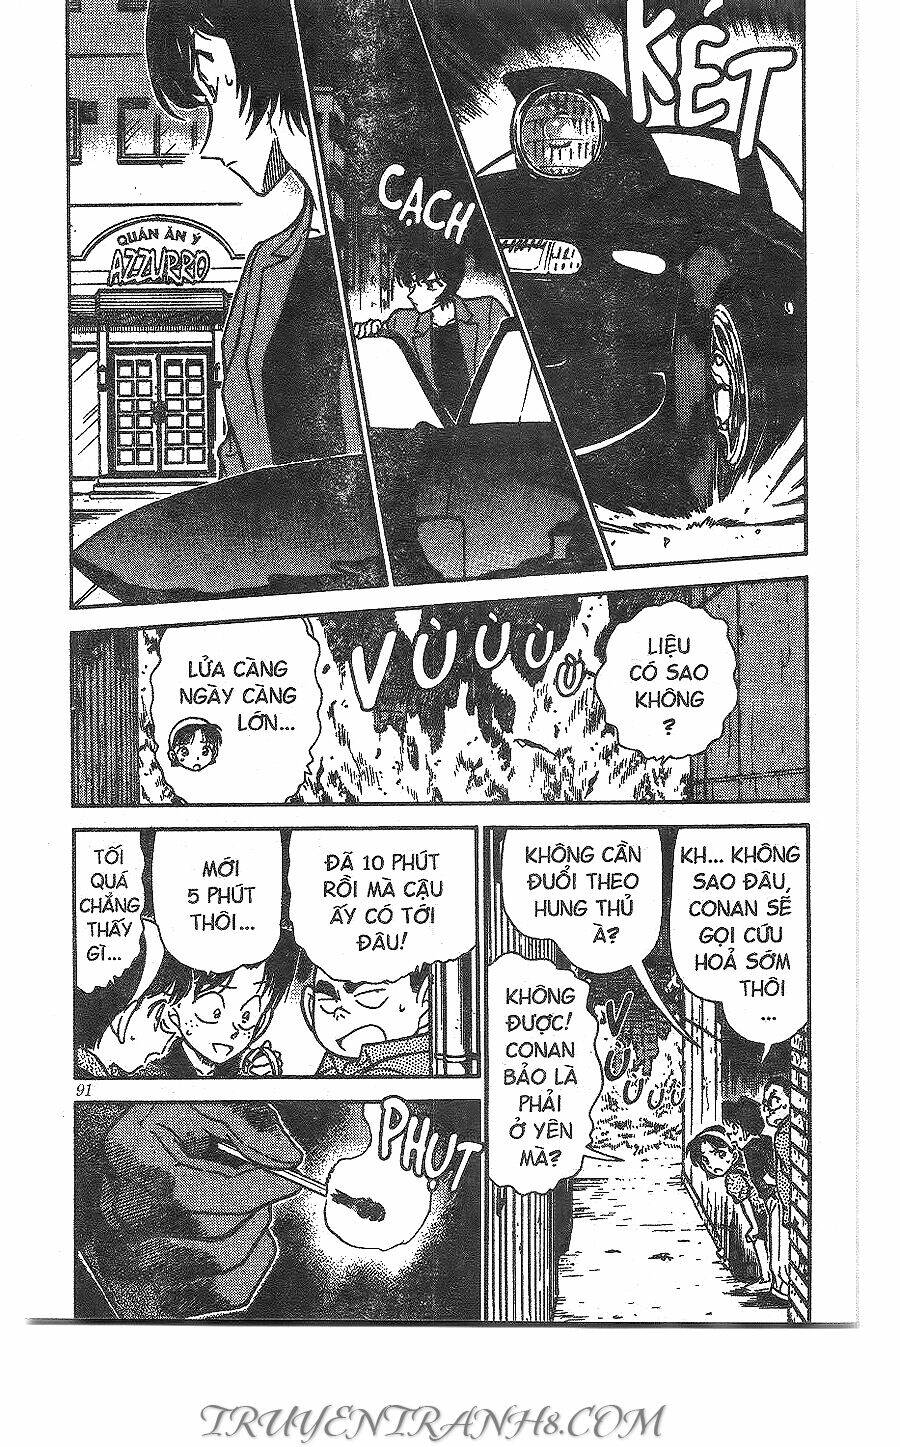 KÉT
CẠCH
QUÁN ĂN Ý
AZZURRO
LIỆU
CÓ SAO
KHÔNG
?
VÙÙÙÙ
LỬA CÀNG
NGÀY CÀNG
LỚN...
KH... KHÔNG
SAO ĐÂU,
CONAN SẼ
GỌI CỨU
HOẢ SỚM
THÔI
...
KHÔNG CẦN
ĐUỔI THEO
HUNG THỦ
À?
KHÔNG
ĐƯỢC!
CONAN
BẢO LÀ
PHẢI
Ở YÊN
MÀ?
VÙÙÙÙ
ĐÃ 10 PHÚT
RỒI MÀ CẬU
ẤY CÓ TỚI
ĐÂU!
MỚI
5 PHÚT
THÔI...
TỐI
QUÁ
CHẲNG
THẤY
GÌ...
91
PHỤT
TRUYENTRANH8.COM